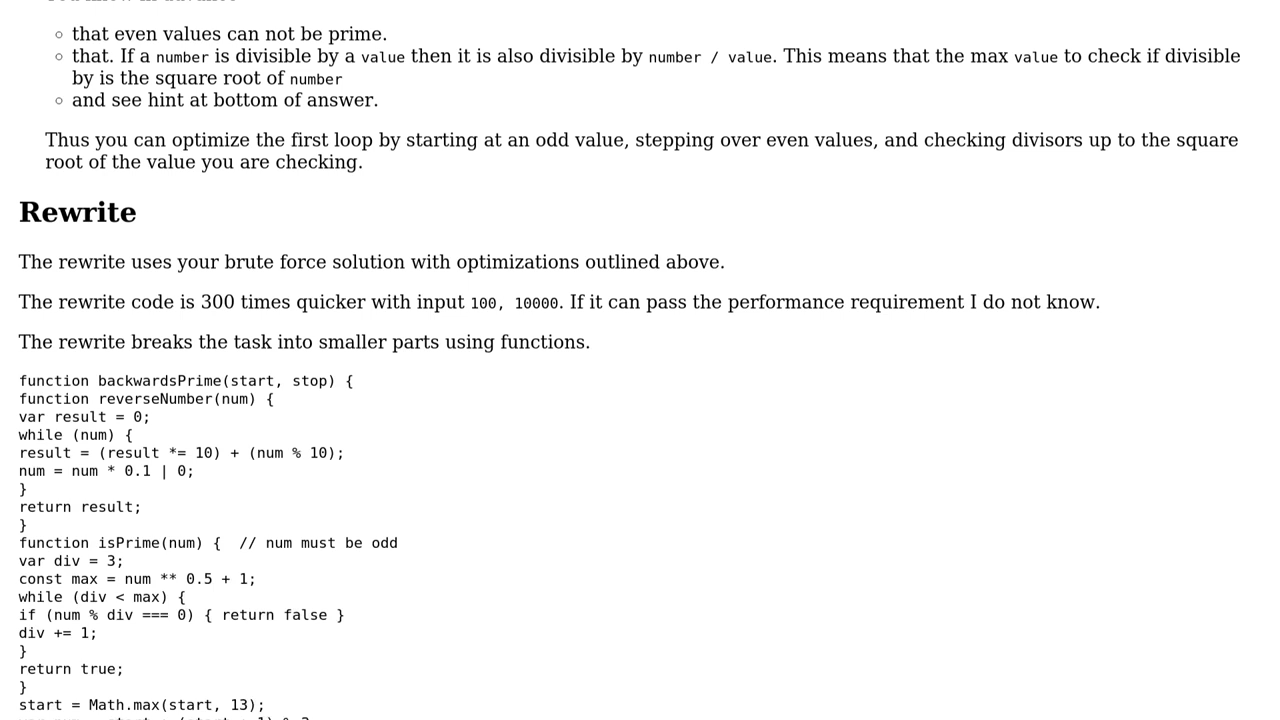 that even values can not be prime.
that. If a number is divisible by a value then it is also divisible by number / value. This means that the max value to check if divisible
by is the square root of number
and see hint at bottom of answer.
Thus you can optimize the first loop by starting at an odd value, stepping over even values, and checking divisors up to the square
root of the value you are checking.
Rewrite
The rewrite uses your brute force solution with optimizations outlined above.
The rewrite code is 300 times quicker with input 100, 10000. If it can pass the performance requirement I do not know.
The rewrite breaks the task into smaller parts using functions.
function backwardsPrime(start, stop) {
function reverseNumber(num) {
var result = 0;
while (num) {
result = (result *= 10) + (num % 10);
num = num * 0.1 | 0;
}
return result;
}
function isPrime(num) {  // num must be odd
var div = 3;
const max = num ** 0.5 + 1;
while (div < max) {
if (num % div === 0) { return false }
div += 1;
}
return true;
}
start = Math.max(start, 13);